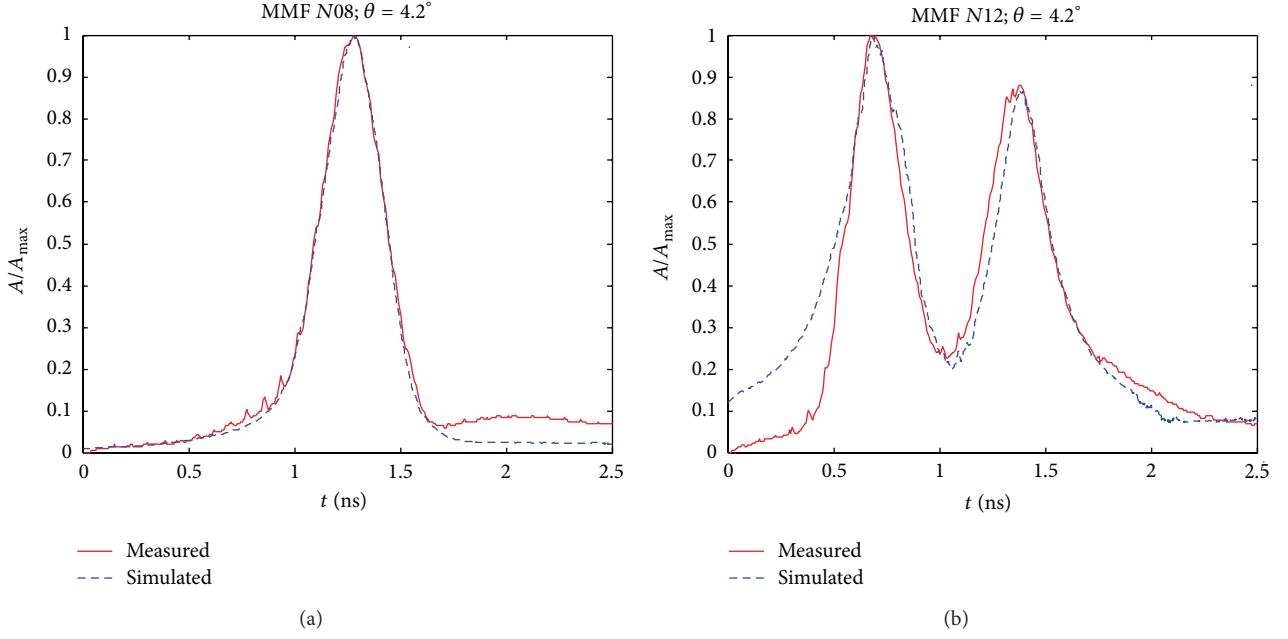 MMF N08; θ = 4.2°
1
0.9
0.8
0.7
0.6
0.5
0.4
0.3
0.2
0.1
0
A/A_max
0 0.5 1 1.5 2 2.5
t (ns)
Measured
Simulated
(a)
MMF N12; θ = 4.2°
1
0.9
0.8
0.7
0.6
0.5
0.4
0.3
0.2
0.1
0
A/A_max
0 0.5 1 1.5 2 2.5
t (ns)
Measured
Simulated
(b)